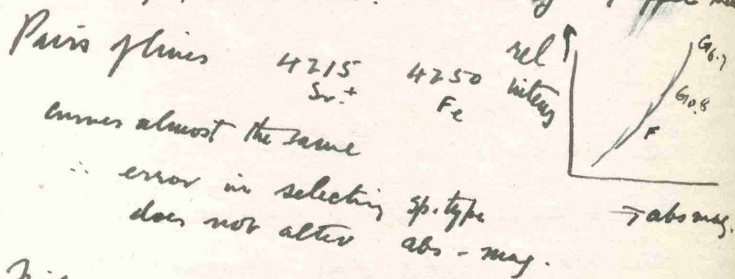 Pairs of lines 4215 4250 rel
Sr+ Fe intens
G6.7
G0.8
F
curves almost the same
∴ error in selecting sp. type → abs mag.
does not alter abs-mag.